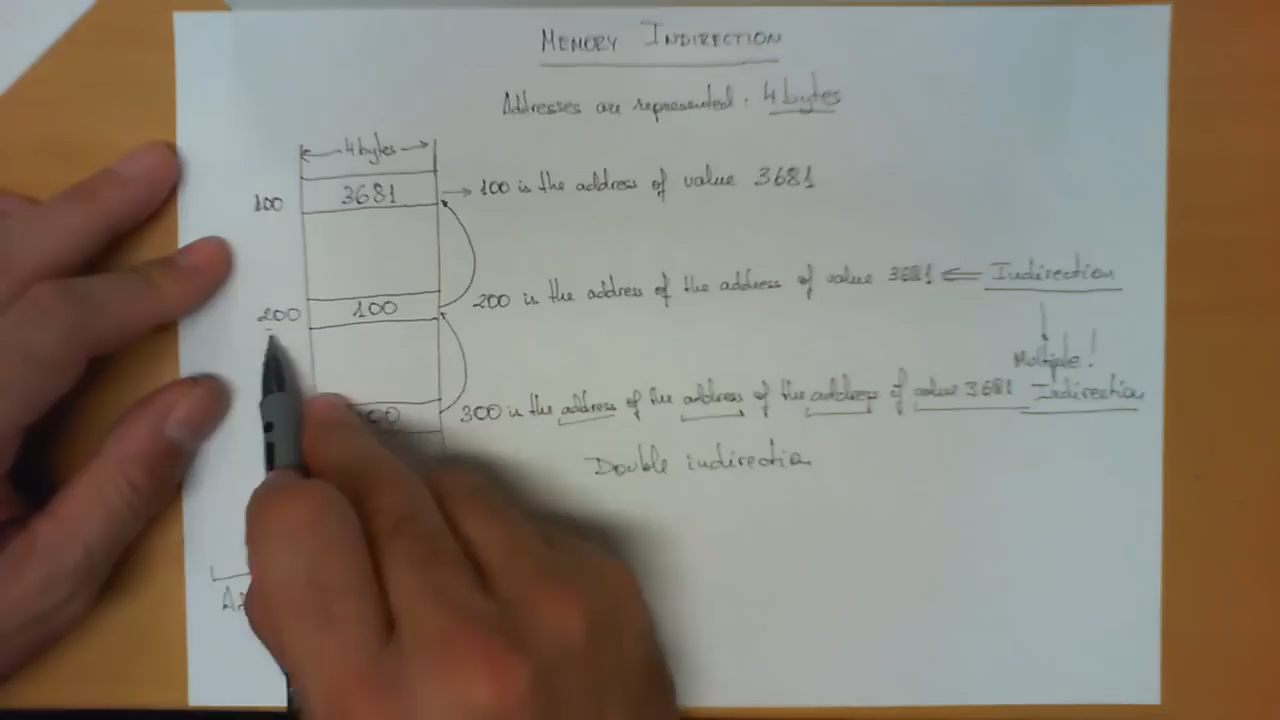 MEMORY INDIRECTION
Addresses are represented: 4 bytes
4 bytes
100 3681 → 100 is the address of value 3681
200 100 200 is the address of the address of value 3681 ⇐ Indirection
Multiple!
300 is the address of the address of the address of value 3681 Indirection
Double indirection